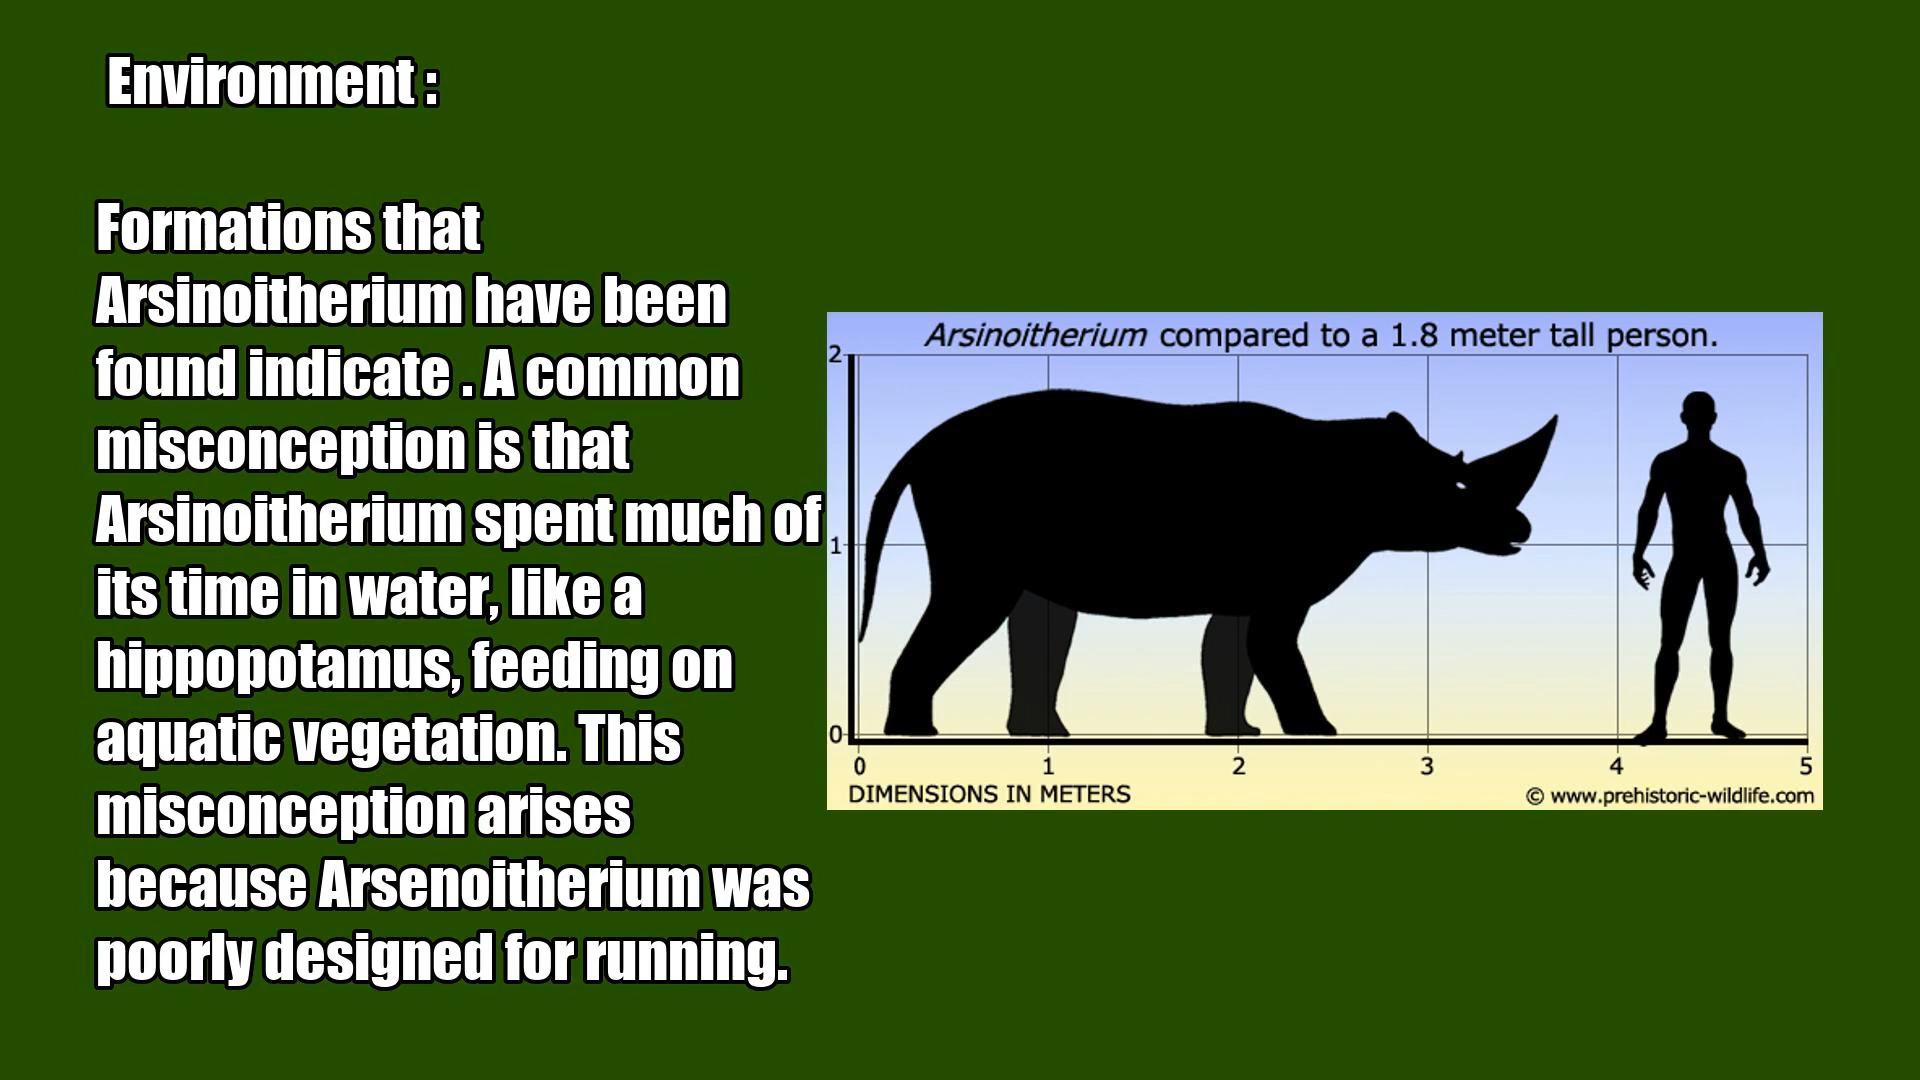 Environment :
Formations that
Arsinoitherium have been
found indicate . A common
misconception is that
Arsinoitherium spent much of
its time in water, like a
hippopotamus, feeding on
aquatic vegetation. This
misconception arises
because Arsenoitherium was
poorly designed for running.
Arsinoitherium compared to a 1.8 meter tall person.
2
1
0
0 1 2 3 4 5
DIMENSIONS IN METERS
© www.prehistoric-wildlife.com